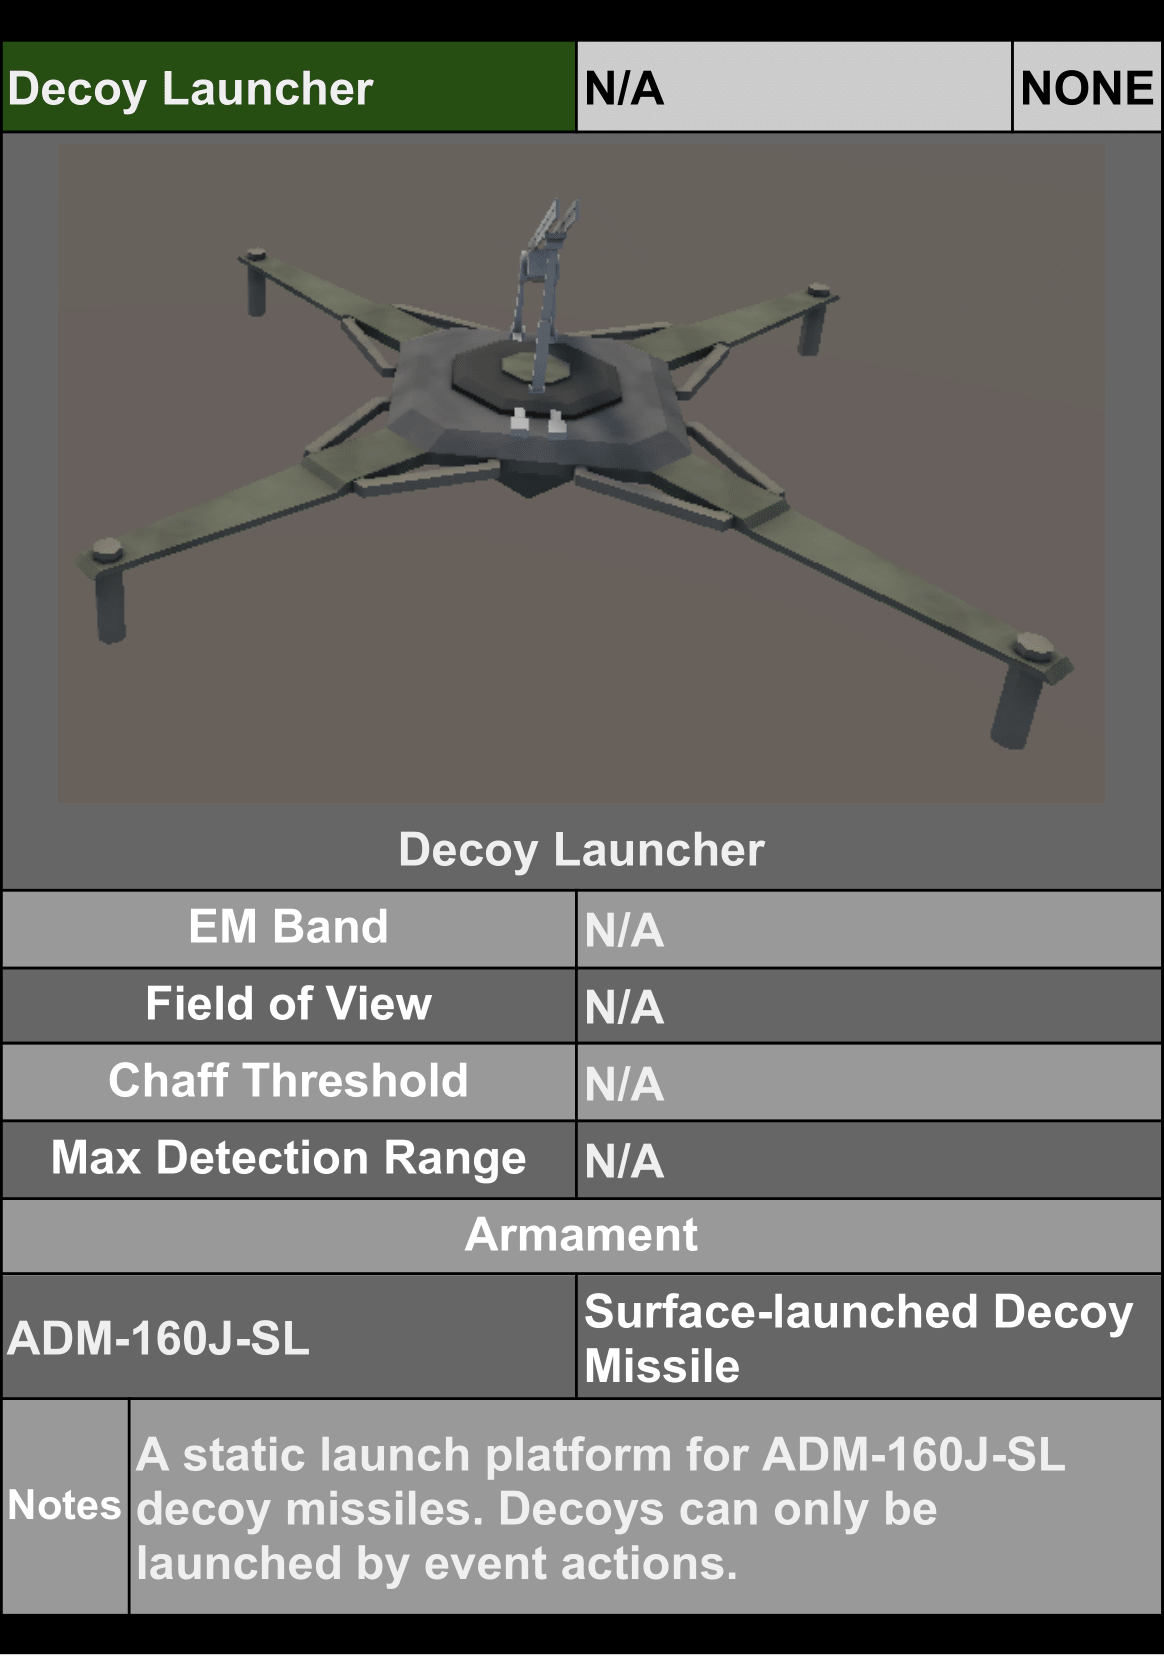 Decoy Launcher N/A NONE
Decoy Launcher
EM Band N/A
Field of View N/A
Chaff Threshold N/A
Max Detection Range N/A
Armament
ADM-160J-SL
Surface-launched Decoy
Missile
Notes
A static launch platform for ADM-160J-SL
decoy missiles. Decoys can only be
launched by event actions.